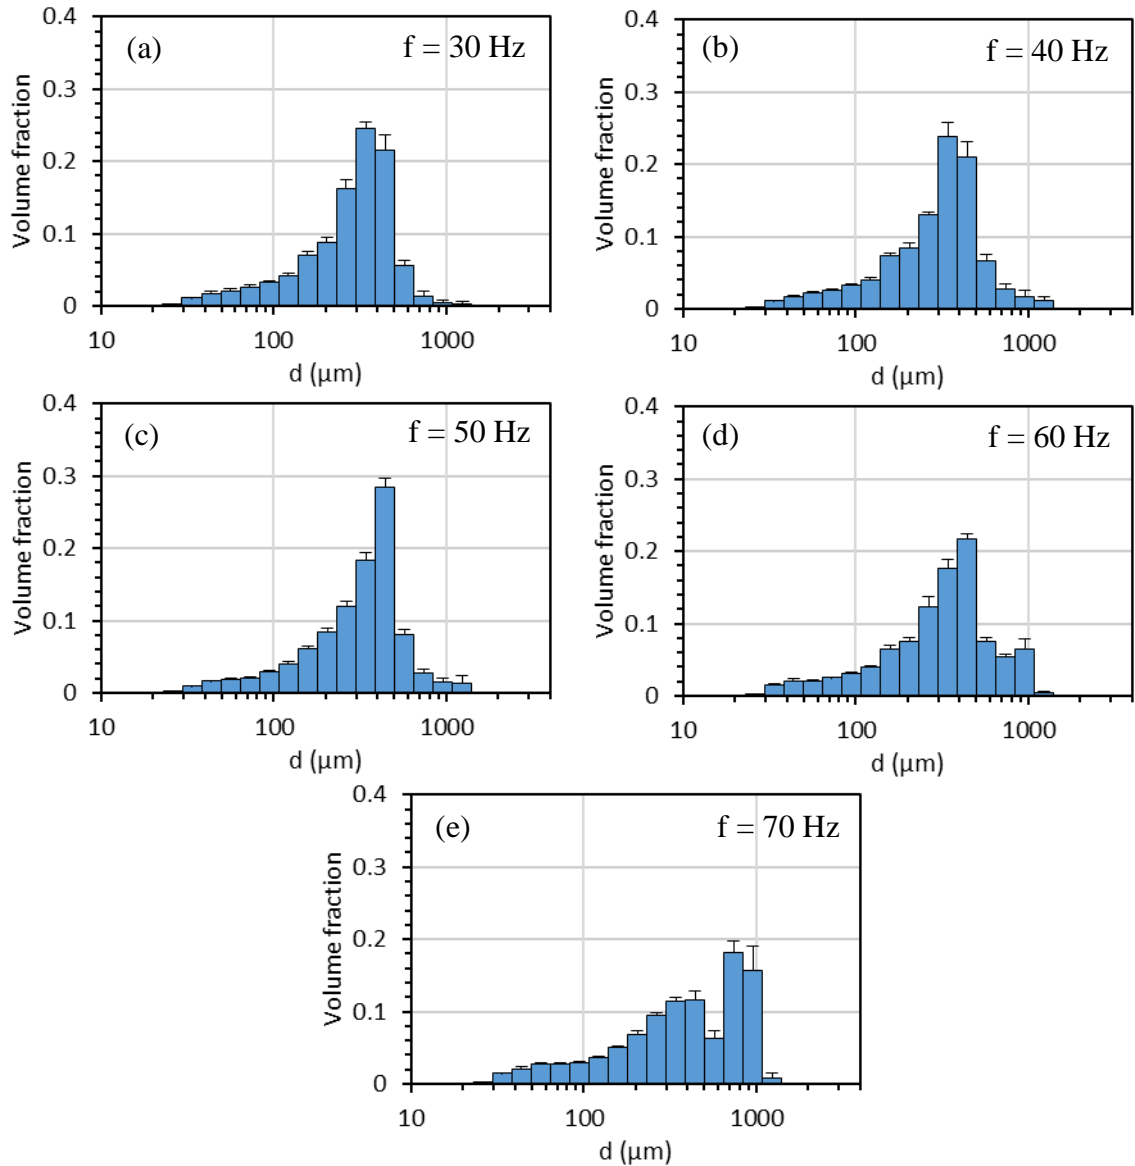 0.4
(a)
f = 30 Hz
0.3
0.2
0.1
0
Volume fraction
10
100
1000
d (µm)
0.4
(b)
f = 40 Hz
0.3
0.2
0.1
0
Volume fraction
10
100
1000
d (µm)
0.4
(c)
f = 50 Hz
0.3
0.2
0.1
0
Volume fraction
10
100
1000
d (µm)
0.4
(d)
f = 60 Hz
0.3
0.2
0.1
0
Volume fraction
10
100
1000
d (µm)
0.4
(e)
f = 70 Hz
0.3
0.2
0.1
0
Volume fraction
10
100
1000
d (µm)